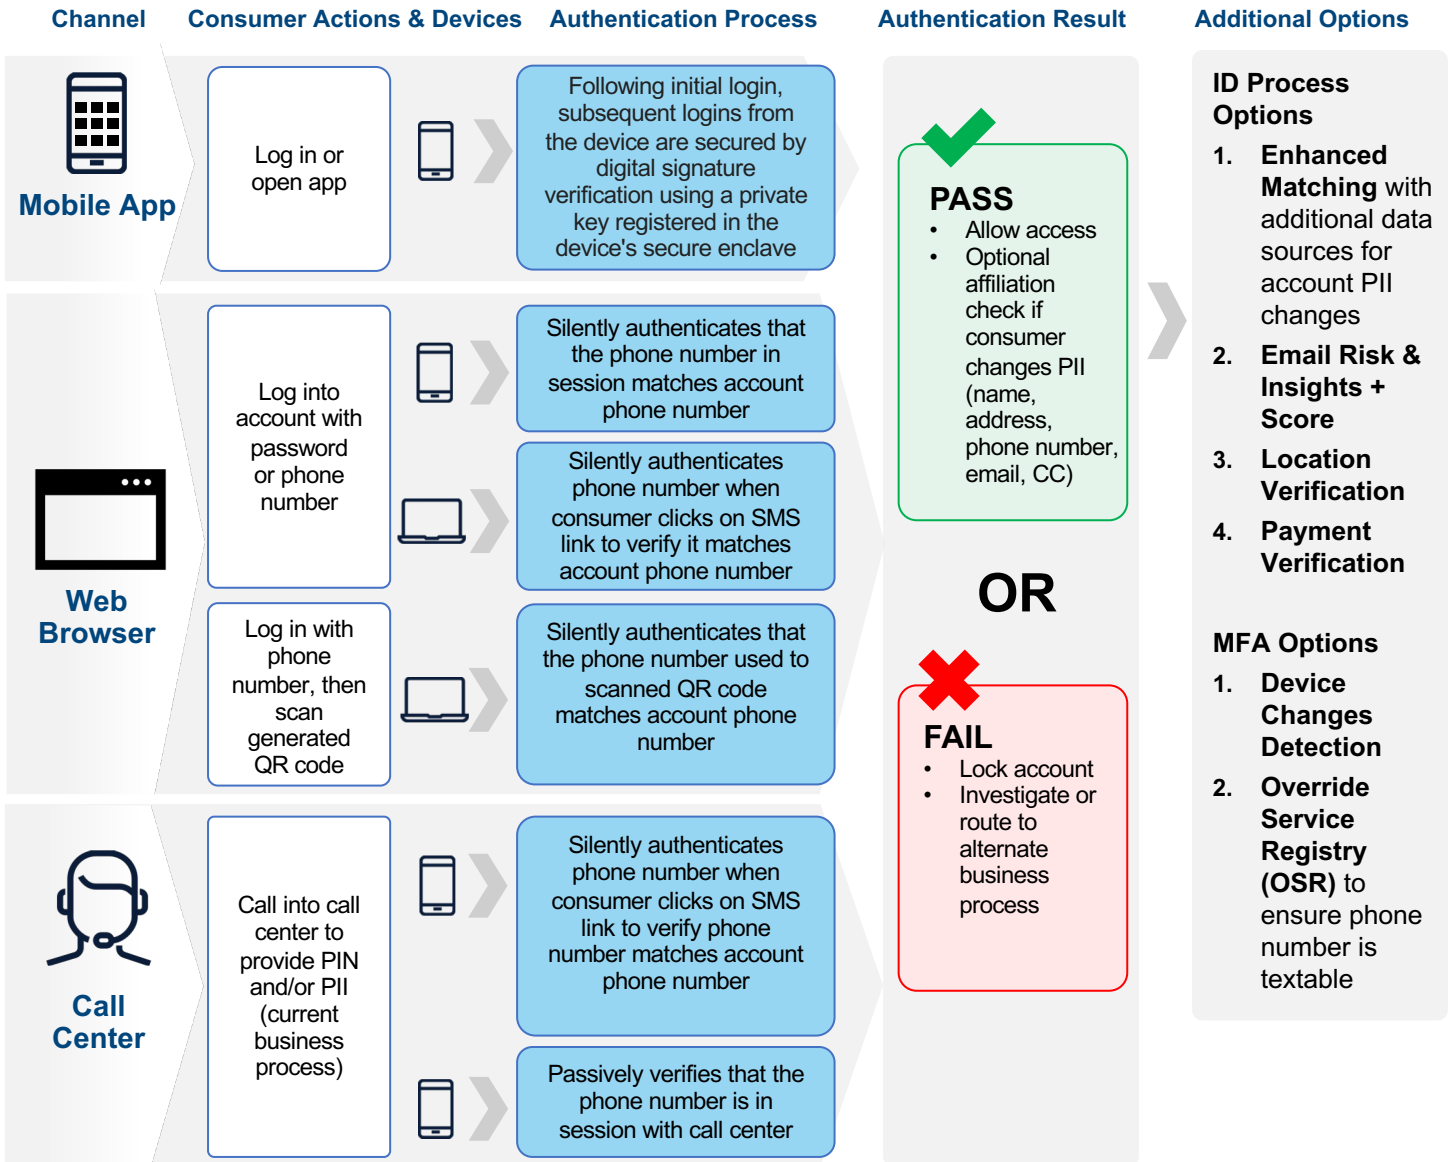 Channel
Consumer Actions & Devices
Authentication Process
Authentication Result
Additional Options
Mobile App
Log in or
open app
Following initial login,
subsequent logins from
the device are secured by
digital signature
verification using a private
key registered in the
device's secure enclave
Web
Browser
Log into
account with
password
or phone
number
Silently authenticates that
the phone number in
session matches account
phone number
Silently authenticates
phone number when
consumer clicks on SMS
link to verify it matches
account phone number
Log in with
phone
number, then
scan
generated
QR code
Silently authenticates that
the phone number used to
scanned QR code
matches account phone
number
Call
Center
Call into call
center to
provide PIN
and/or PII
(current
business
process)
Silently authenticates
phone number when
consumer clicks on SMS
link to verify phone
number matches account
phone number
Passively verifies that the
phone number is in
session with call center
PASS
• Allow access
• Optional
affiliation
check if
consumer
changes PII
(name,
address,
phone number,
email, CC)
OR
FAIL
• Lock account
• Investigate or
route to
alternate
business
process
ID Process
Options
1. Enhanced
Matching with
additional data
sources for
account PII
changes
2. Email Risk &
Insights +
Score
3. Location
Verification
4. Payment
Verification
MFA Options
1. Device
Changes
Detection
2. Override
Service
Registry
(OSR) to
ensure phone
number is
textable